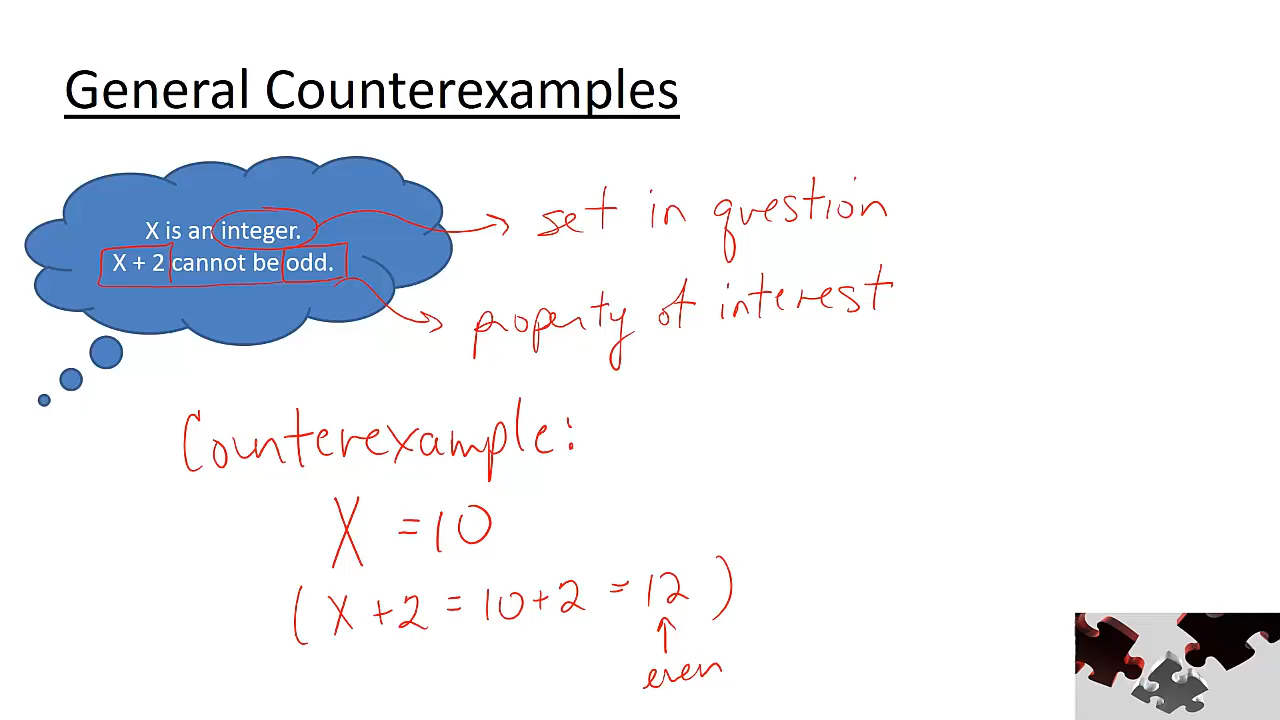 General Counterexamples
X is an integer.
X + 2 cannot be odd.
set in question
property of interest
Counterexample:
X = 10
(X + 2 = 10 + 2 = 12)
even